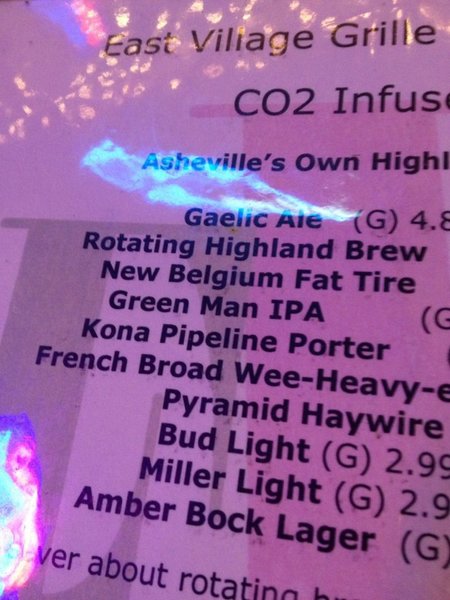 East Village Grille
CO2 Infuse
Asheville's Own Highl
Gaelic Ale (G) 4.8
Rotating Highland Brew
New Belgium Fat Tire
Green Man IPA (G
Kona Pipeline Porter (
French Broad Wee-Heavy-e
Pyramid Haywire
Bud Light (G) 2.99
Miller Light (G) 2.9
Amber Bock Lager (G)
ver about rotating br